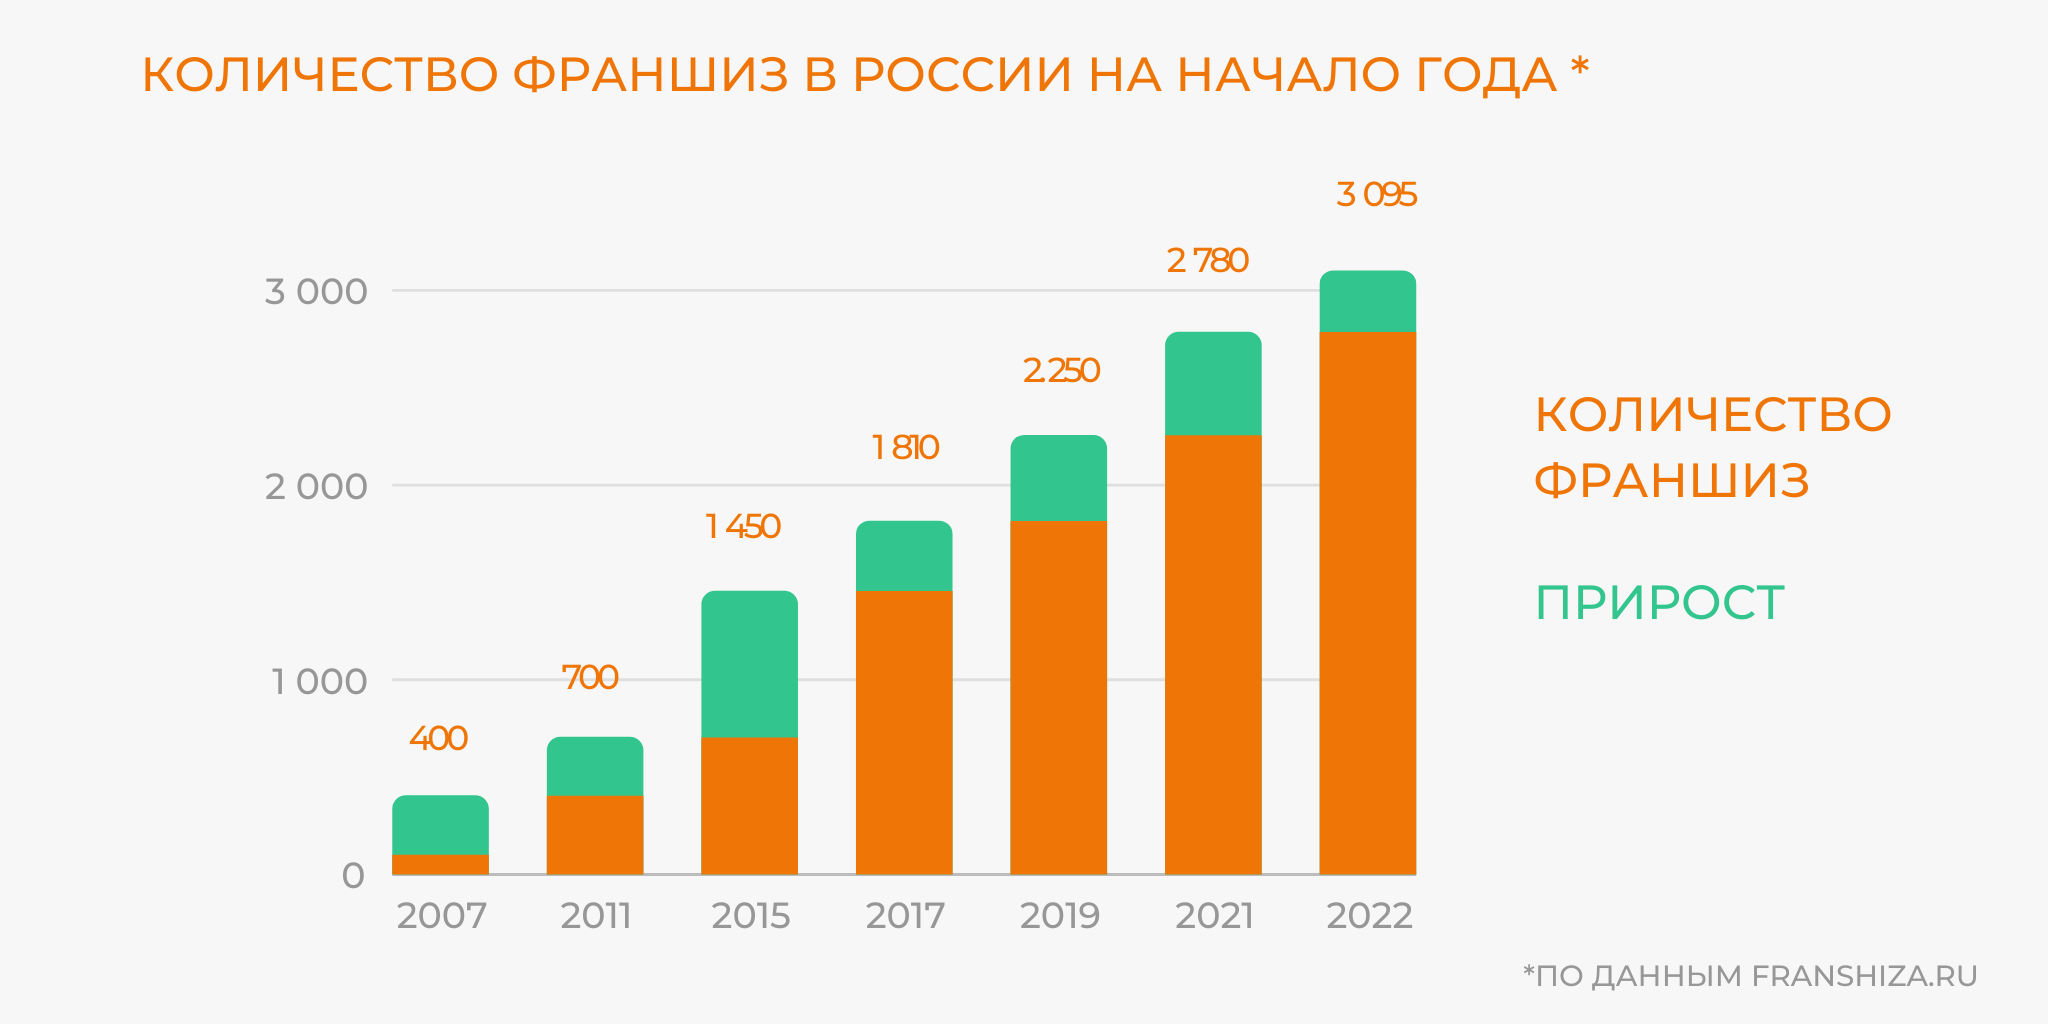 КОЛИЧЕСТВО ФРАНШИЗ В РОССИИ НА НАЧАЛО ГОДА *
3 095
2 780
3 000
2.250
КОЛИЧЕСТВО
ФРАНШИЗ
1 810
2 000
1 450
ПРИРОСТ
700
1 000
400
0
2007 2011 2015 2017 2019 2021 2022
*ПО ДАННЫМ FRANSHIZA.RU